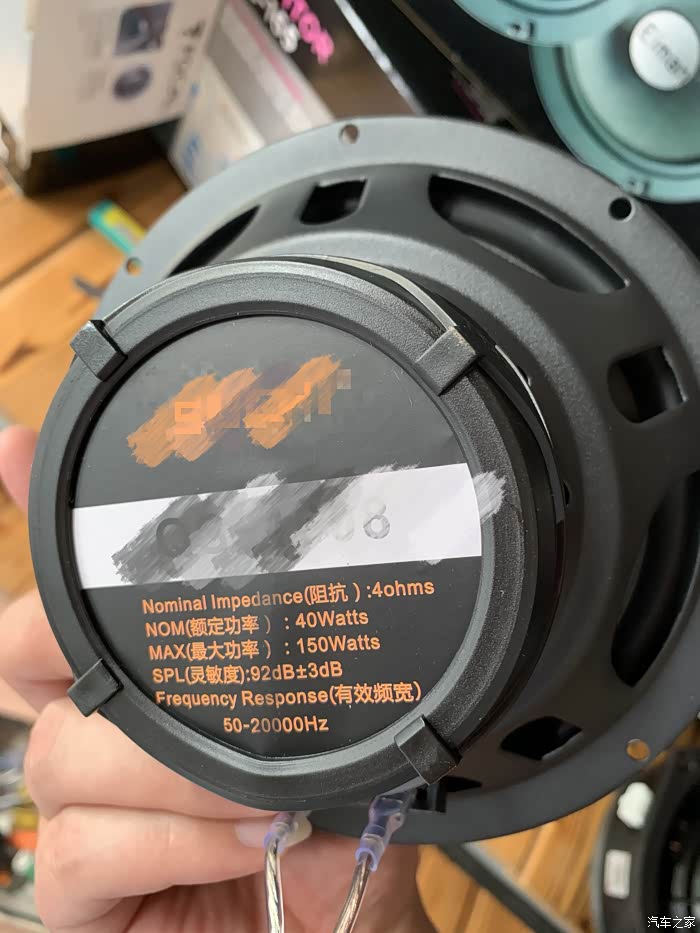 Nominal Impedance(阻抗):4ohms
NOM(额定功率):40Watts
MAX(最大功率):150Watts
SPL(灵敏度):92dB±3dB
Frequency Response(有效频宽)
50-20000Hz
汽车之家